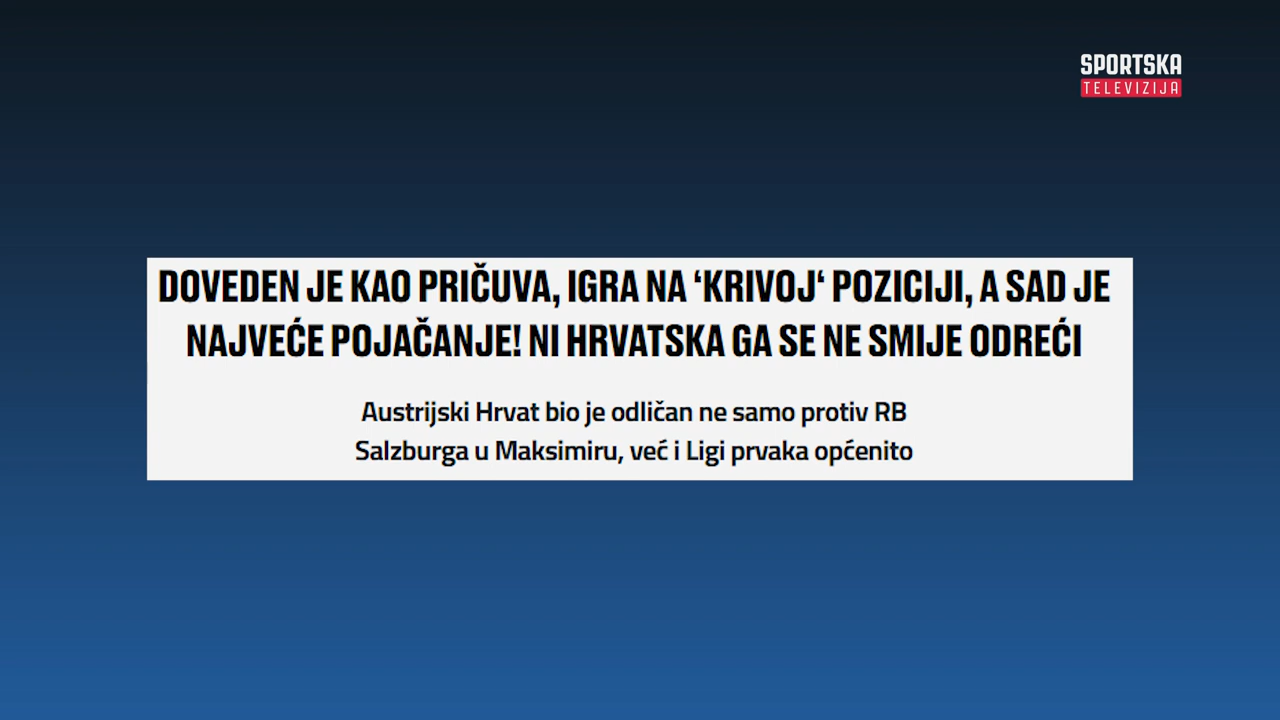 SPORTSKA
TELEVIZIJA
DOVEDEN JE KAO PRIČUVA, IGRA NA ‘KRIVOJ‘ POZICIJI, A SAD JE
NAJVEĆE POJAČANJE! NI HRVATSKA GA SE NE SMIJE ODREĆI
Austrijski Hrvat bio je odličan ne samo protiv RB
Salzburga u Maksimiru, već i Ligi prvaka općenito